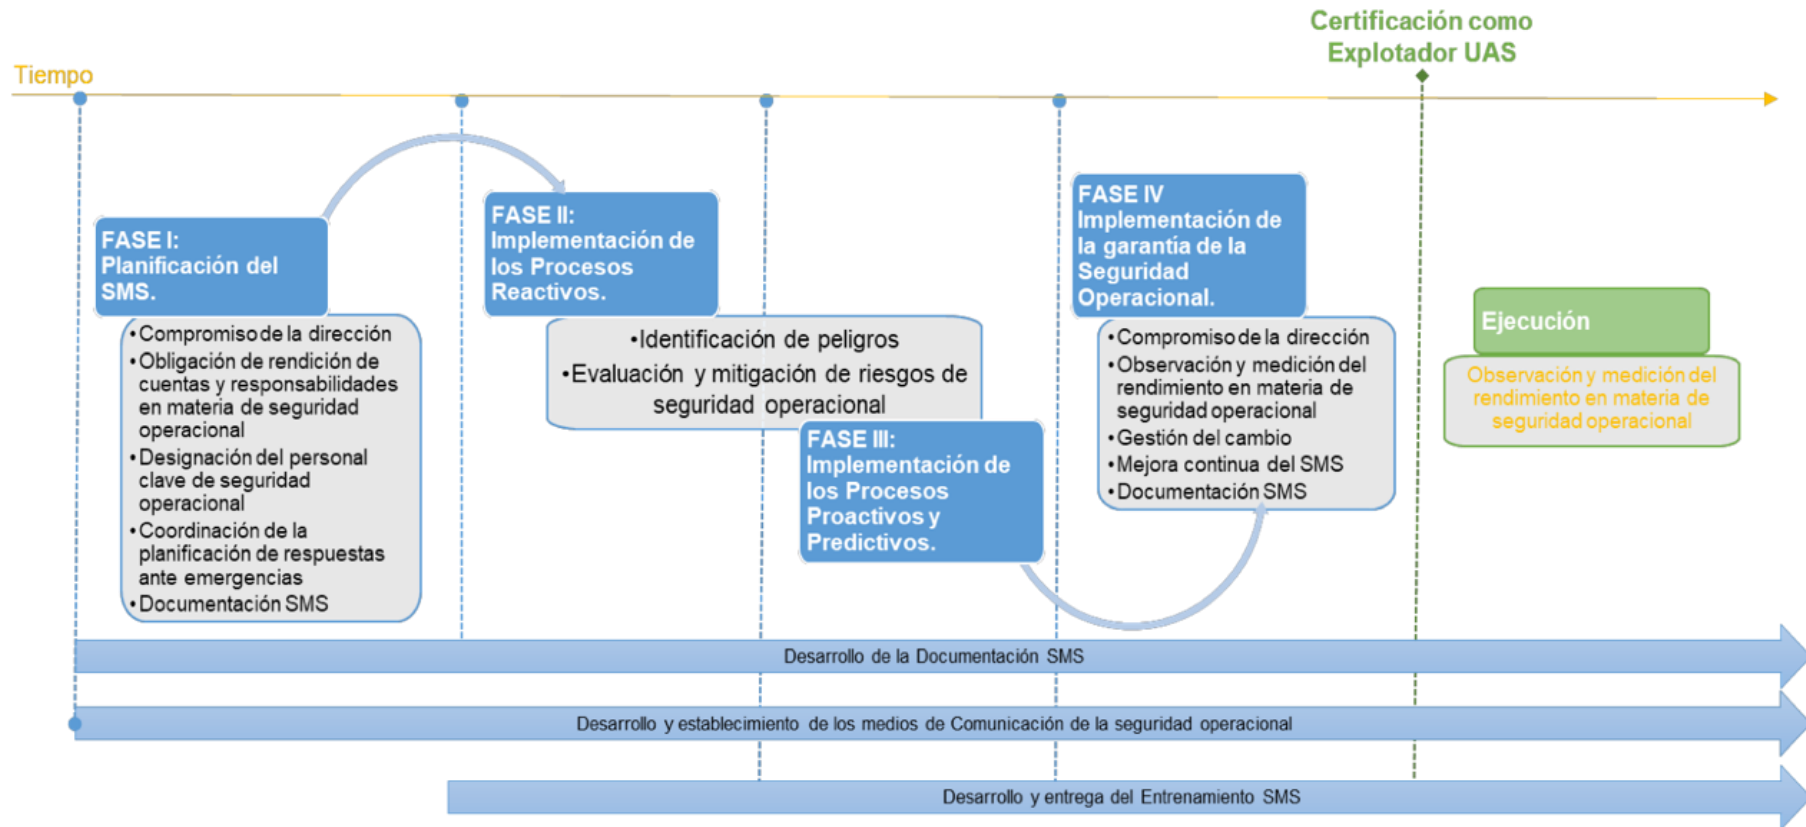 Certificación como
Explotador UAS
Tiempo
FASE I:
Planificación del
SMS.
•Compromiso de la dirección
•Obligación de rendición de
cuentas y responsabilidades
en materia de seguridad
operacional
•Designación del personal
clave de seguridad
operacional
•Coordinación de la
planificación de respuestas
ante emergencias
•Documentación SMS
FASE II:
Implementación de
los Procesos
Reactivos.
•Identificación de peligros
•Evaluación y mitigación de riesgos de
seguridad operacional
FASE III:
Implementación de
los Procesos
Proactivos y
Predictivos.
FASE IV
Implementación de
la garantía de la
Seguridad
Operacional.
•Compromiso de la dirección
•Observación y medición del
rendimiento en materia de
seguridad operacional
•Gestión del cambio
•Mejora continua del SMS
•Documentación SMS
Ejecución
Observación y medición del
rendimiento en materia de
seguridad operacional
Desarrollo de la Documentación SMS
Desarrollo y establecimiento de los medios de Comunicación de la seguridad operacional
Desarrollo y entrega del Entrenamiento SMS